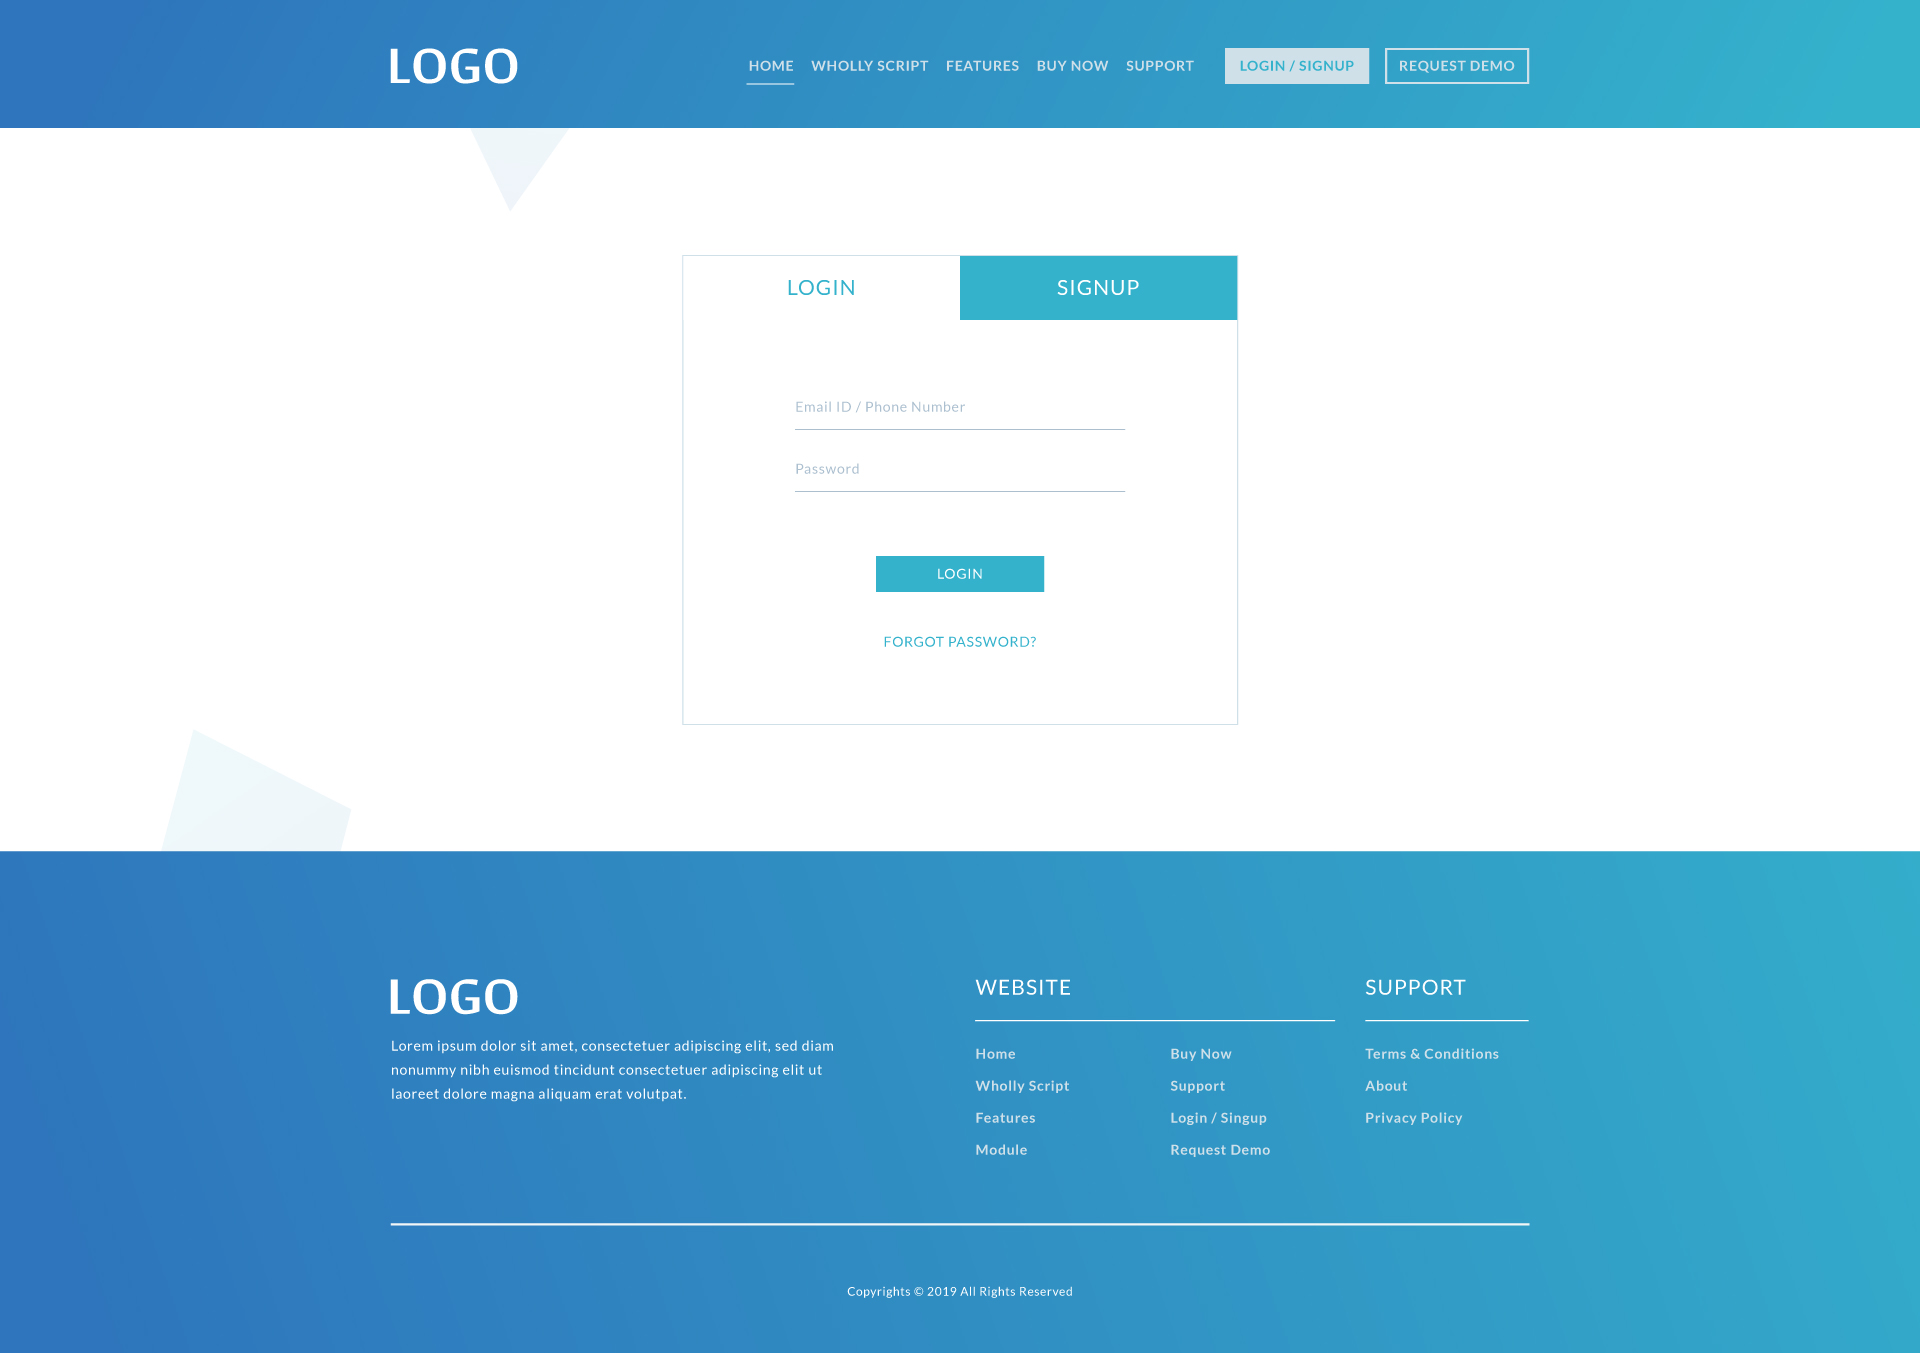 LOGO
HOME WHOLLY SCRIPT FEATURES BUY NOW SUPPORT LOGIN / SIGNUP REQUEST DEMO
LOGIN SIGNUP
Email ID / Phone Number
Password
LOGIN
FORGOT PASSWORD?
LOGO
Lorem ipsum dolor sit amet, consectetuer adipiscing elit, sed diam
nonummy nibh euismod tincidunt consectetuer adipiscing elit ut
laoreet dolore magna aliquam erat volutpat.
WEBSITE
Home
Wholly Script
Features
Module
Buy Now
Support
Login / Singup
Request Demo
SUPPORT
Terms & Conditions
About
Privacy Policy
Copyrights © 2019 All Rights Reserved